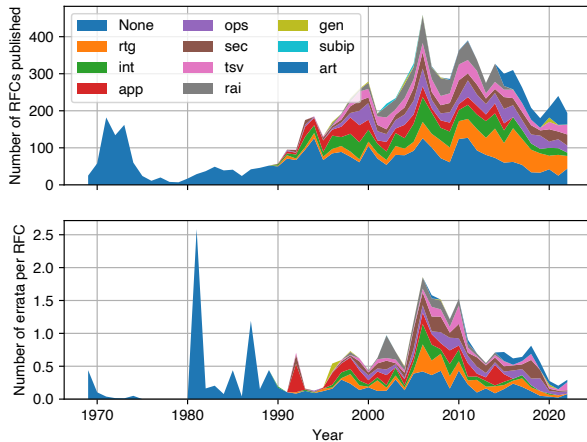 Number of RFCs published
400
300
200
100
0
None ops gen
rtg sec subip
int tsv art
app rai
Number of errata per RFC
2.5
2.0
1.5
1.0
0.5
0.0
1970 1980 1990 2000 2010 2020
Year